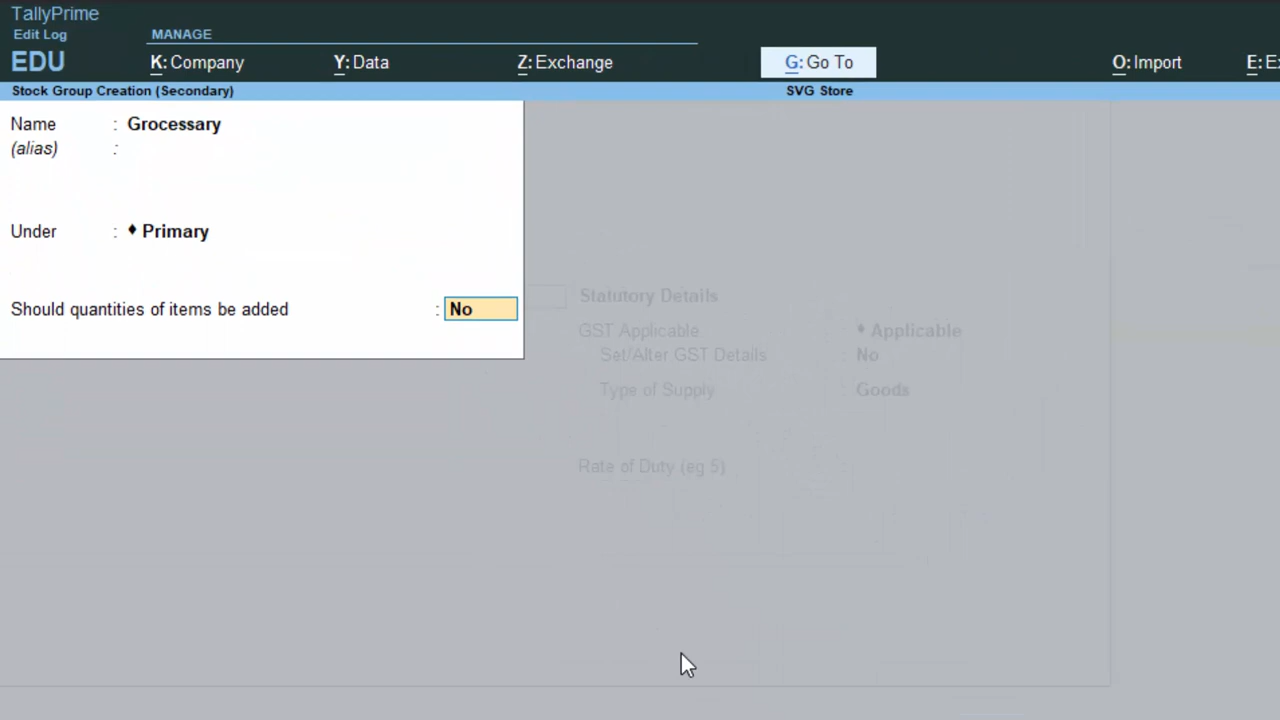 TallyPrime
Edit Log
MANAGE
EDU
K: Company
Y: Data
Z: Exchange
G: Go To
O: Import
Stock Group Creation (Secondary)
SVG Store
Name : Grocessary
(alias) :
Under : ♦ Primary
Should quantities of items be added : No
Statutory Details
GST Applicable : ♦ Applicable
Set/Alter GST Details : No
Type of Supply : Goods
Rate of Duty (eg 5)